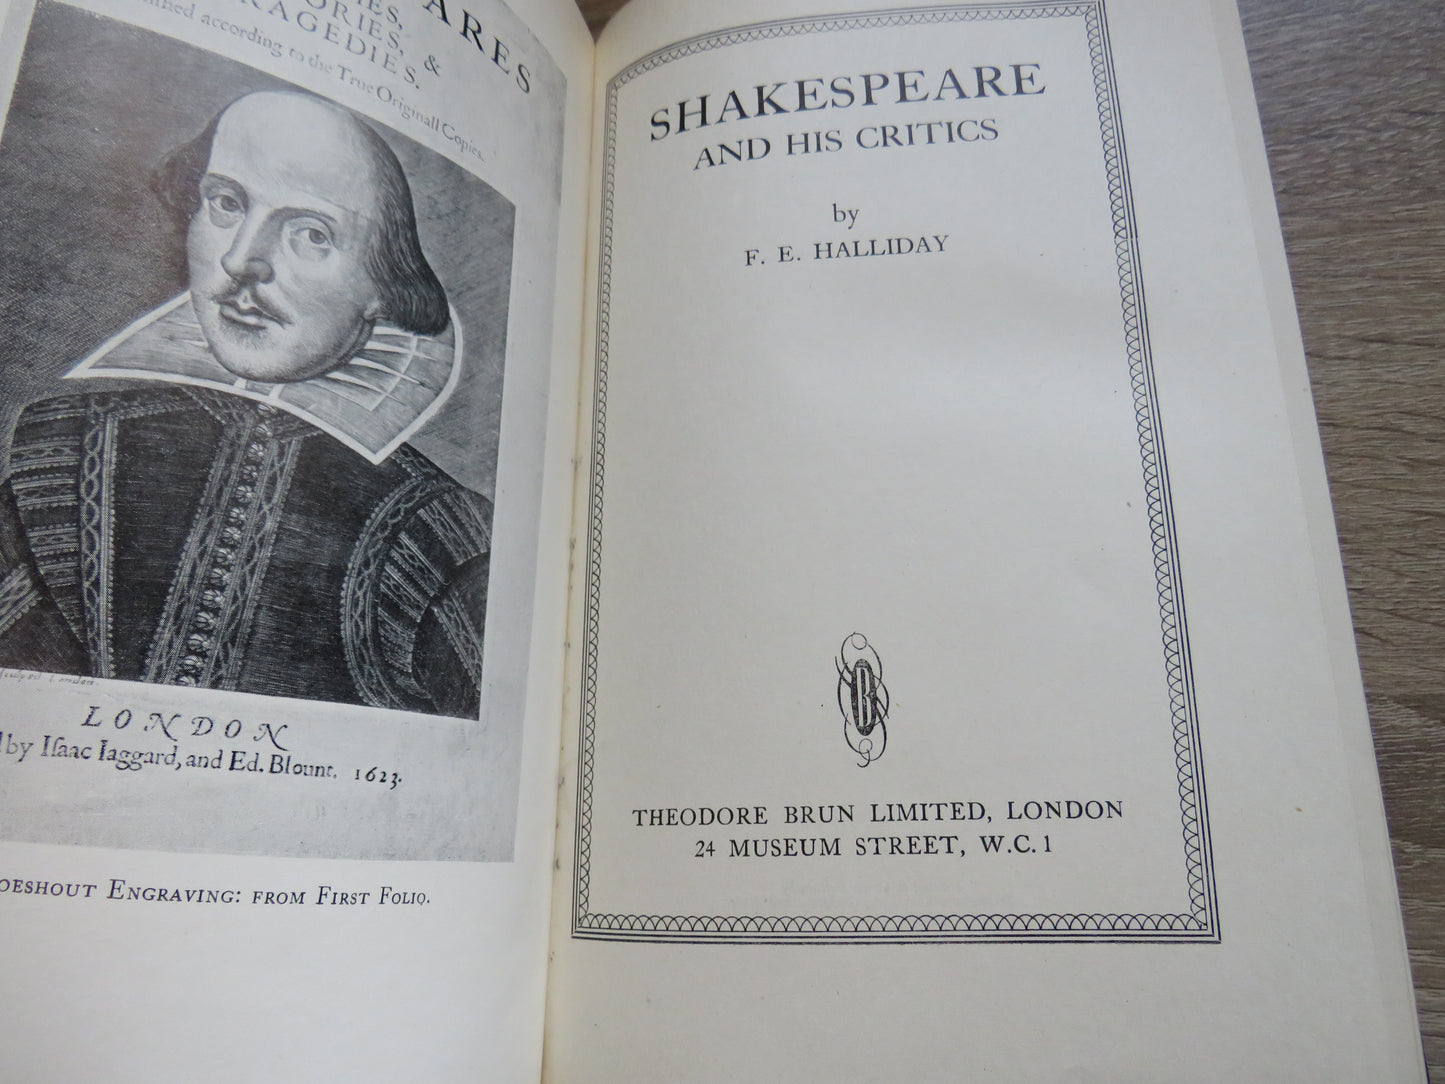 ARES
IES,
ORIES, &
RAGEDIES.
according to the True Originall Copies.
LONDON
by Iſaac Iaggard, and Ed. Blount. 1623.
OESHOUT ENGRAVING: FROM FIRST FOLIO.
SHAKESPEARE
AND HIS CRITICS
by
F. E. HALLIDAY
B
THEODORE BRUN LIMITED, LONDON
24 MUSEUM STREET, W.C.1